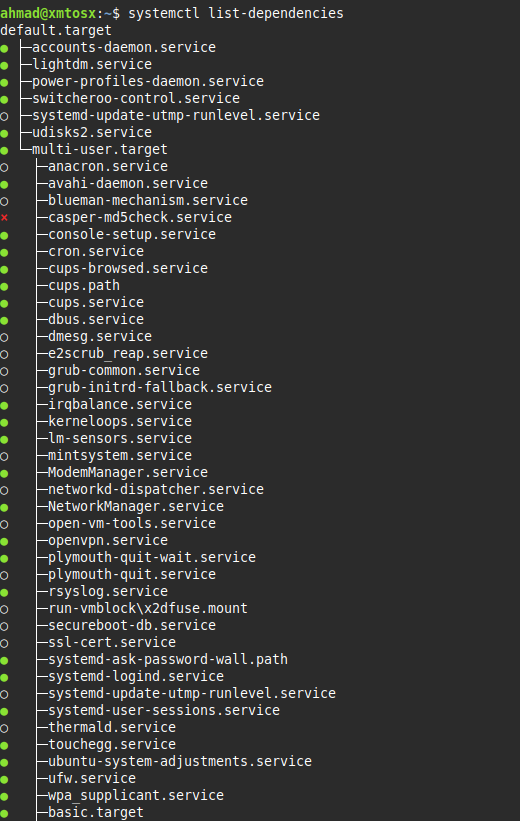 ahmad@xmtosx:~$ systemctl list-dependencies
default.target
● ├─accounts-daemon.service
● ├─lightdm.service
● ├─power-profiles-daemon.service
● ├─switcheroo-control.service
○ ├─systemd-update-utmp-runlevel.service
● ├─udisks2.service
● └─multi-user.target
○   ├─anacron.service
● ├─avahi-daemon.service
○   ├─blueman-mechanism.service
×   ├─casper-md5check.service
●   ├─console-setup.service
●   ├─cron.service
●   ├─cups-browsed.service
●   ├─cups.path
●   ├─cups.service
●   ├─dbus.service
○   ├─dmesg.service
○   ├─e2scrub_reap.service
○   ├─grub-common.service
○   ├─grub-initrd-fallback.service
●   ├─irqbalance.service
●   ├─kerneloops.service
●   ├─lm-sensors.service
○   ├─mintsystem.service
●   ├─ModemManager.service
○   ├─networkd-dispatcher.service
●   ├─NetworkManager.service
○   ├─open-vm-tools.service
●   ├─openvpn.service
●   ├─plymouth-quit-wait.service
○   ├─plymouth-quit.service
●   ├─rsyslog.service
○   ├─run-vmblock\x2dfuse.mount
○   ├─secureboot-db.service
○   ├─ssl-cert.service
●   ├─systemd-ask-password-wall.path
●   ├─systemd-logind.service
○   ├─systemd-update-utmp-runlevel.service
●   ├─systemd-user-sessions.service
○   ├─thermald.service
●   ├─touchegg.service
●   ├─ubuntu-system-adjustments.service
●   ├─ufw.service
●   ├─wpa_supplicant.service
●   ├─basic.target